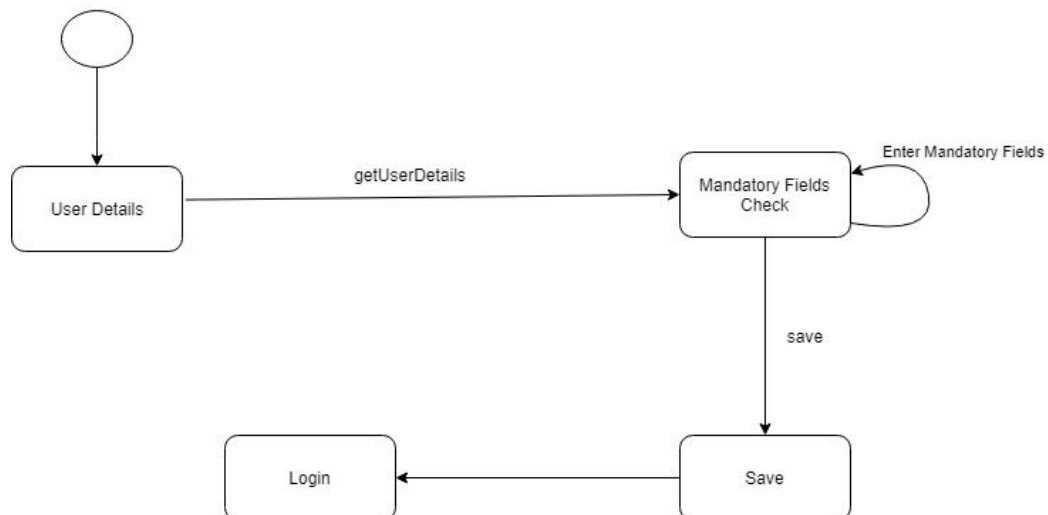 Enter Mandatory Fields
getUserDetails
Mandatory Fields
Check
User Details
save
Login
Save